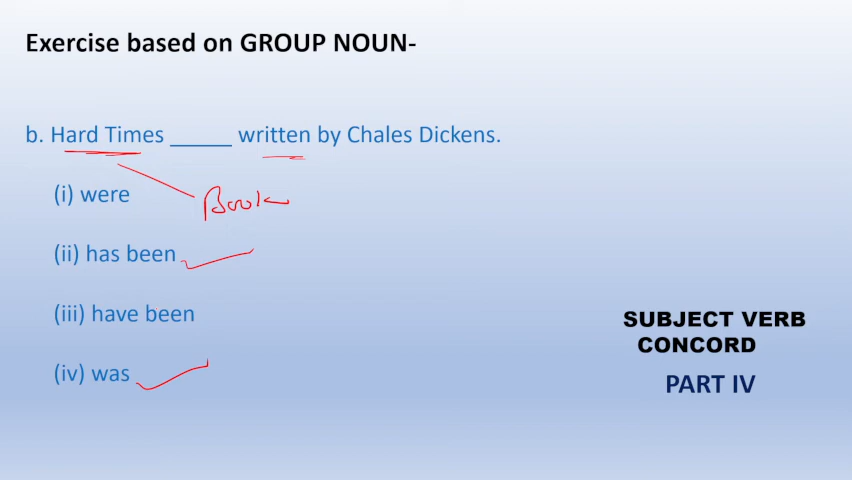 Exercise based on GROUP NOUN-
b. Hard Times _____ written by Chales Dickens.
(i) were
Book
(ii) has been
(iii) have been
(iv) was
SUBJECT VERB
CONCORD
PART IV